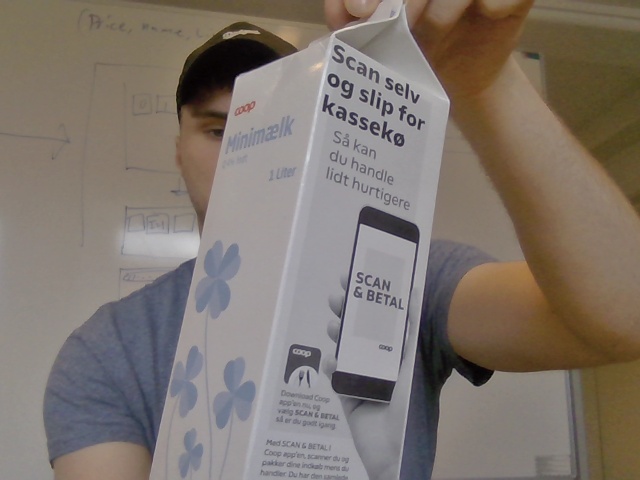 (Price, name, L
coop
Minimælk
1 Liter
Scan selv
og slip for
kassekø
Så kan
du handle
lidt hurtigere
SCAN
& BETAL
coop
coop
Download Coop
app'en nu, og
vælg SCAN & BETAL
så er du godt igang.
Med SCAN & BETAL i
Coop app'en, scanner du og
pakker dine indkøb mens du
handler. Du har den samlede